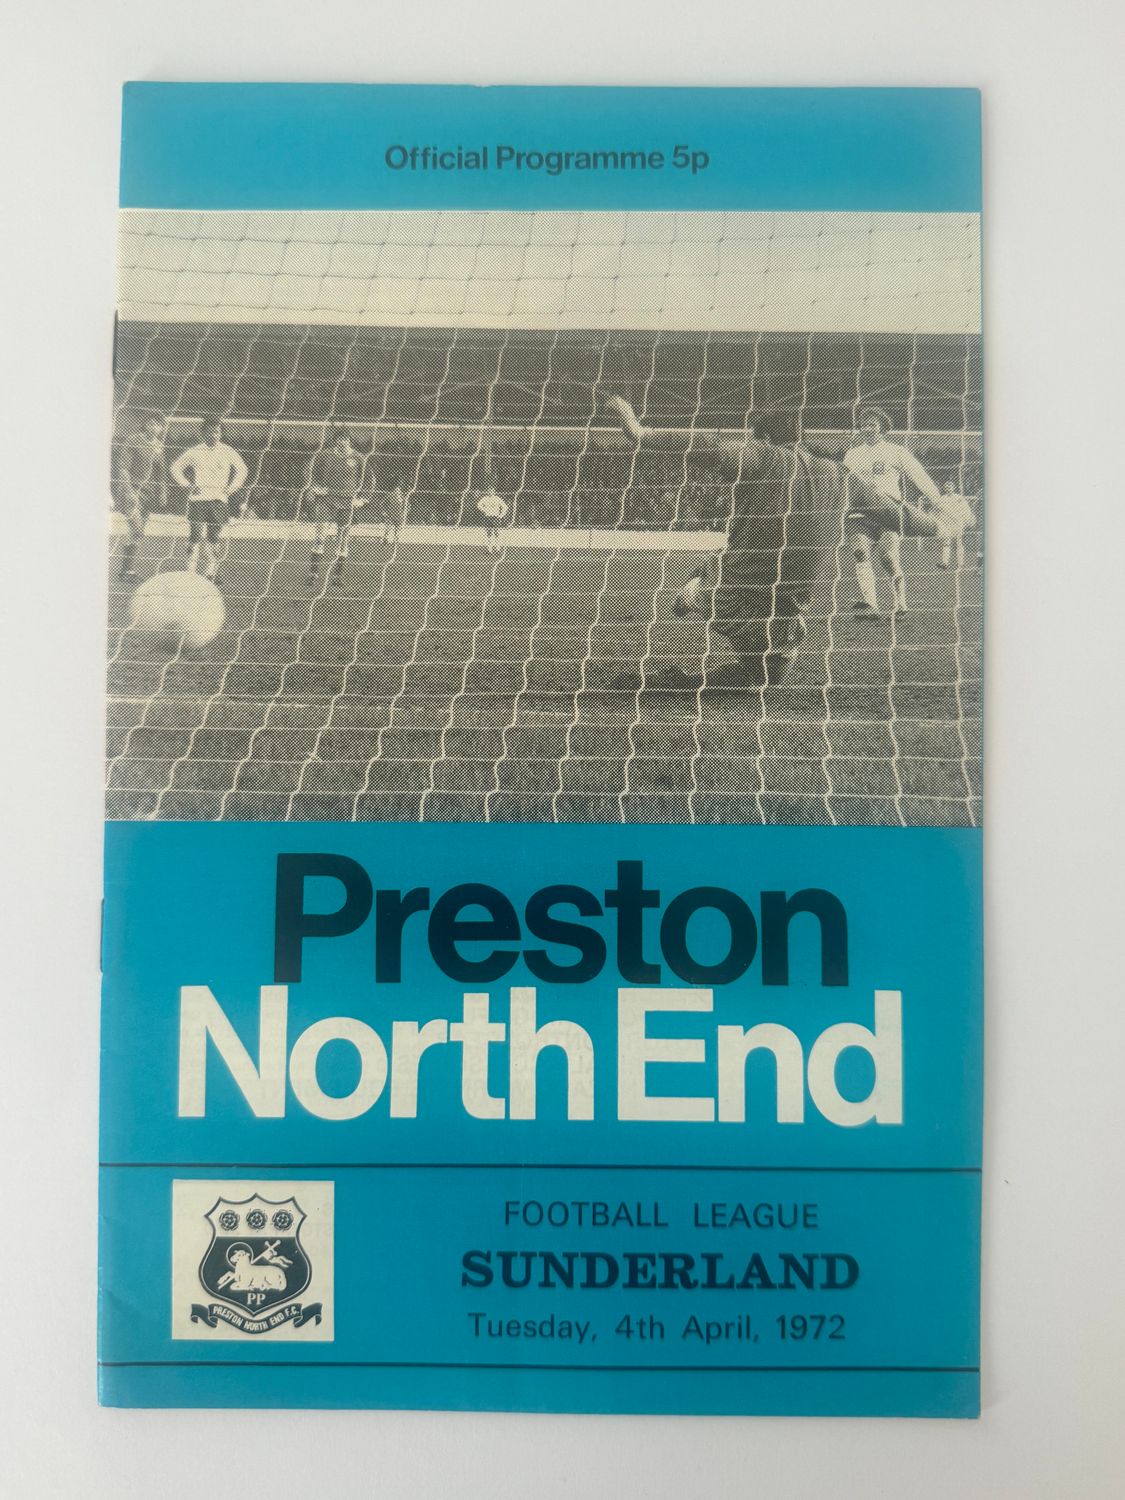 Official Programme 5p
Preston
North End
FOOTBALL LEAGUE
SUNDERLAND
Tuesday, 4th April, 1972
PP
PRESTON NORTH END F.C.